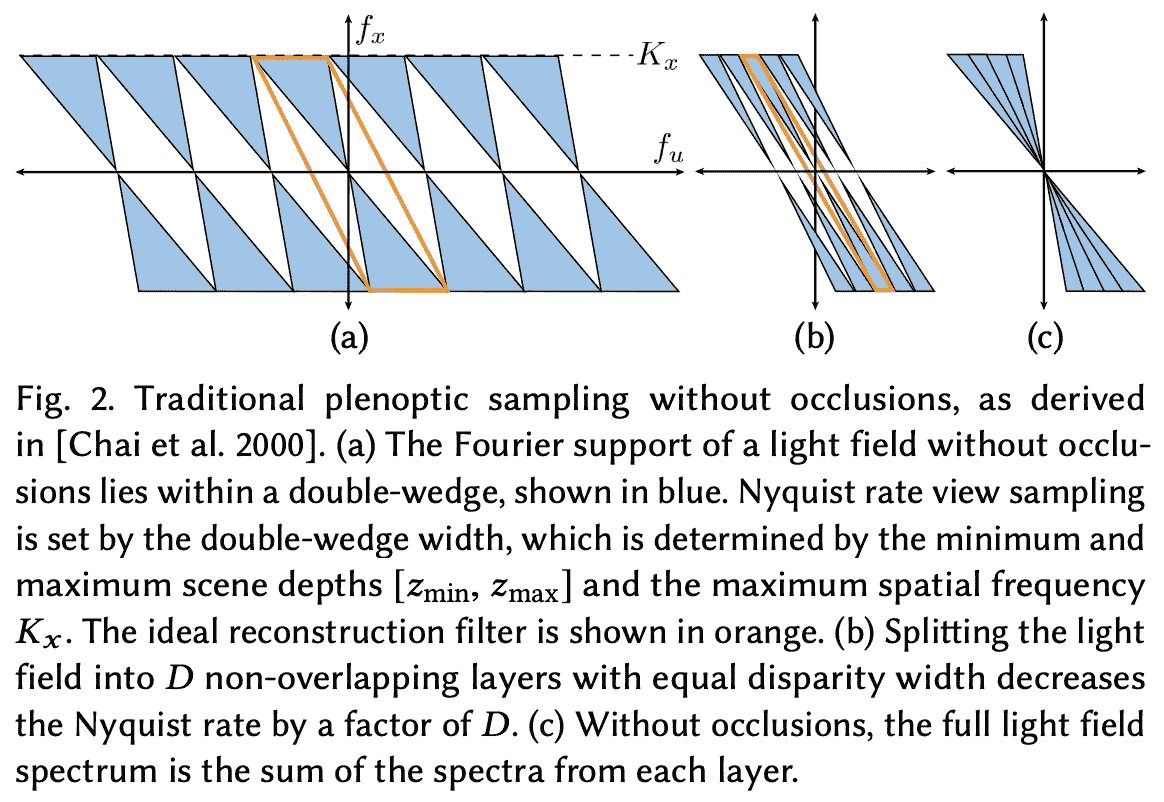 f_x
K_x
f_u
(a)
(b)
(c)
Fig. 2. Traditional plenoptic sampling without occlusions, as derived
in [Chai et al. 2000]. (a) The Fourier support of a light field without occlu-
sions lies within a double-wedge, shown in blue. Nyquist rate view sampling
is set by the double-wedge width, which is determined by the minimum and
maximum scene depths [z_min, z_max] and the maximum spatial frequency
K_x. The ideal reconstruction filter is shown in orange. (b) Splitting the light
field into D non-overlapping layers with equal disparity width decreases
the Nyquist rate by a factor of D. (c) Without occlusions, the full light field
spectrum is the sum of the spectra from each layer.